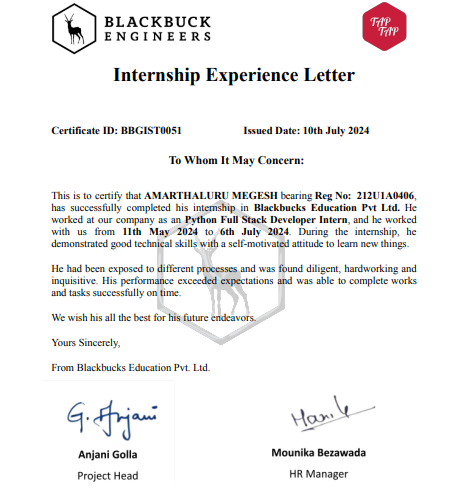 BLACKBUCK
ENGINEERS
TAP
TAP
Internship Experience Letter
Certificate ID: BBGIST0051 Issued Date: 10th July 2024
To Whom It May Concern:
This is to certify that AMARTHALURU MEGESH bearing Reg No: 212U1A0406,
has successfully completed his internship in Blackbucks Education Pvt Ltd. He
worked at our company as an Python Full Stack Developer Intern, and he worked
with us from 11th May 2024 to 6th July 2024. During the internship, he
demonstrated good technical skills with a self-motivated attitude to learn new things.
He had been exposed to different processes and was found diligent, hardworking and
inquisitive. His performance exceeded expectations and was able to complete works
and tasks successfully on time.
We wish his all the best for his future endeavors.
Yours Sincerely,
From Blackbucks Education Pvt. Ltd.
G. Anjani
Anjani Golla Mounika Bezawada
Project Head HR Manager